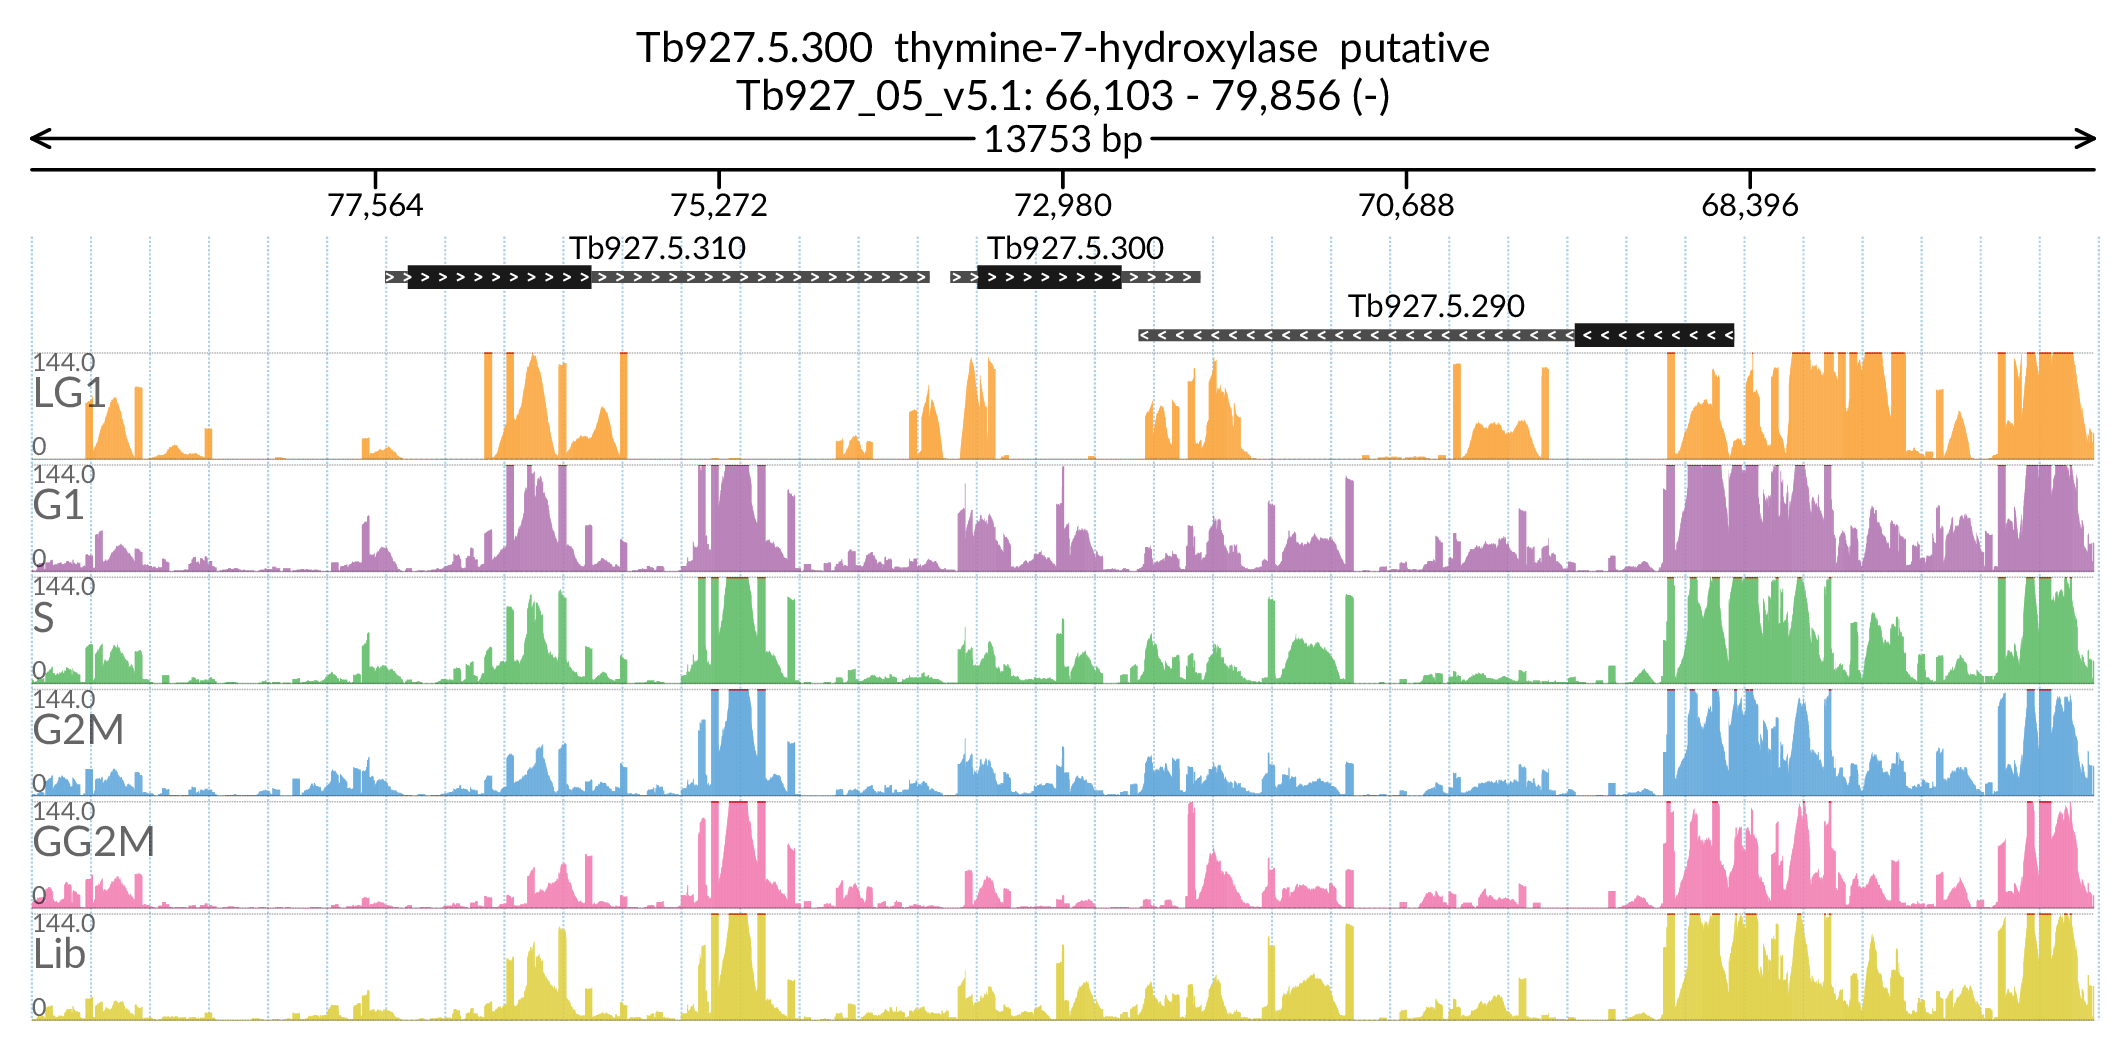 Tb927.5.300 thymine-7-hydroxylase putative
Tb927_05_v5.1: 66,103 - 79,856 (-)
13753 bp
77,564 75,272 72,980 70,688 68,396
Tb927.5.310 Tb927.5.300
Tb927.5.290
144.0
LG1
0
144.0
G1
0
144.0
S
0
144.0
G2M
0
144.0
GG2M
0
144.0
Lib
0